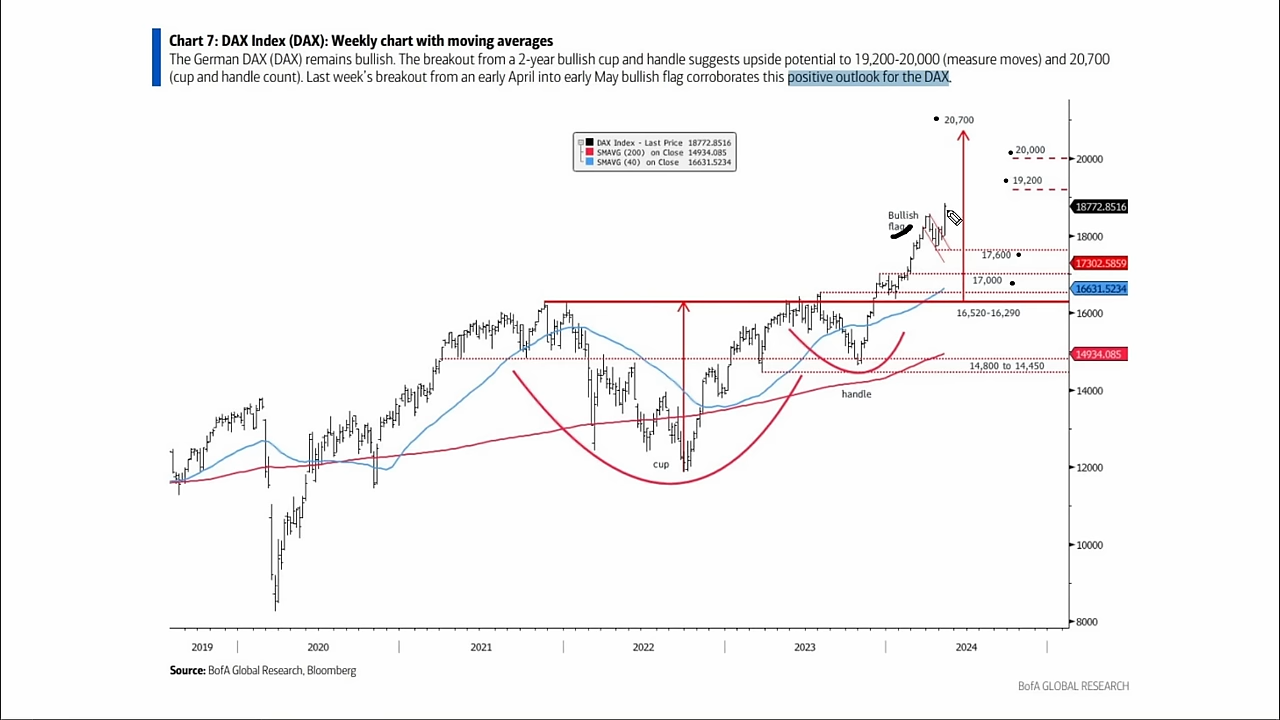 Chart 7: DAX Index (DAX): Weekly chart with moving averages
The German DAX (DAX) remains bullish. The breakout from a 2-year bullish cup and handle suggests upside potential to 19,200-20,000 (measure moves) and 20,700
(cup and handle count). Last week's breakout from an early April into early May bullish flag corroborates this positive outlook for the DAX.
20,700
DAX Index - Last Price 18772.8516
SMAVG (200) on Close 14934.085
SMAVG (40) on Close 16631.5234
20,000
20000
19,200
18772.8516
Bullish
flag
18000
17,600
17302.5859
17,000
16631.5234
16000
16,520-16,290
14934.085
14,800 to 14,450
14000
handle
cup
12000
10000
8000
2019 2020 2021 2022 2023 2024
Source: BofA Global Research, Bloomberg
BofA GLOBAL RESEARCH